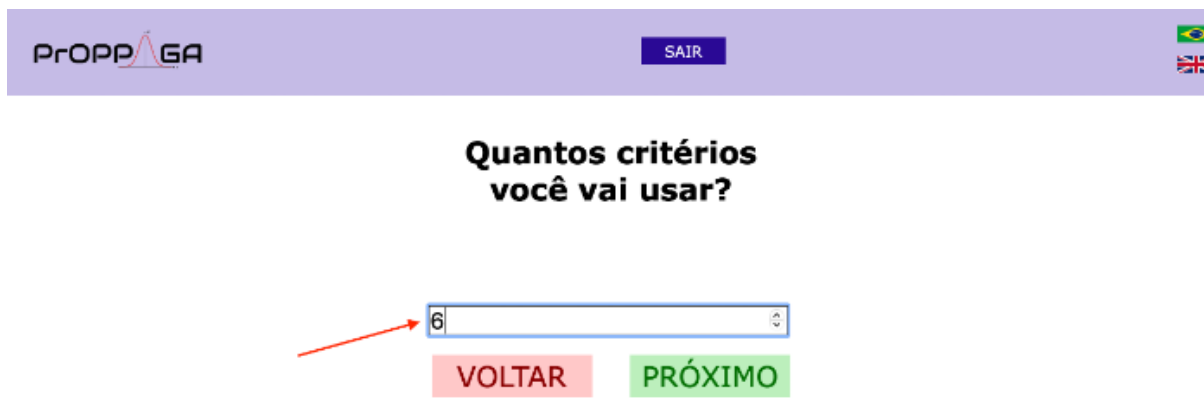 PrOPPAGA
SAIR
Quantos critérios
você vai usar?
6
VOLTAR
PRÓXIMO